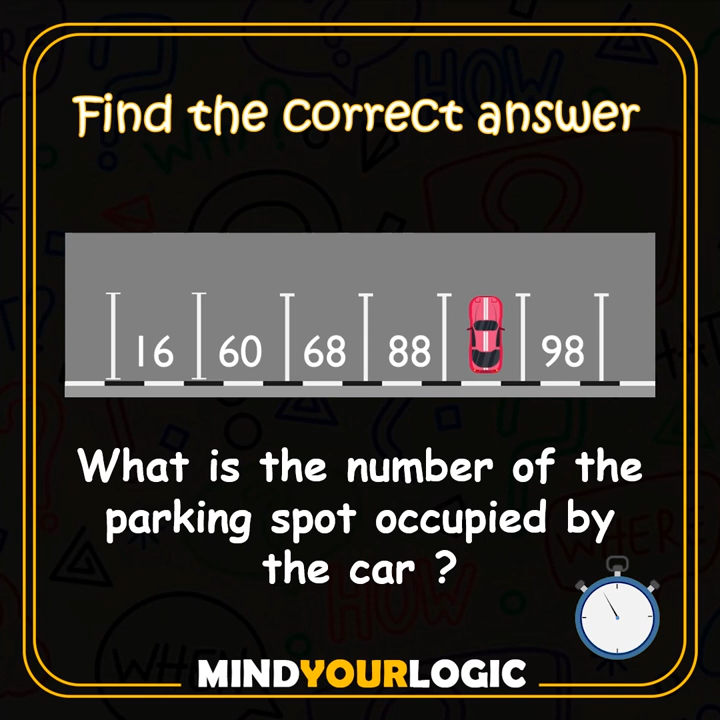 Find the correct answer
16 60 68 88 98
What is the number of the
parking spot occupied by
the car ?
MINDYOURLOGIC